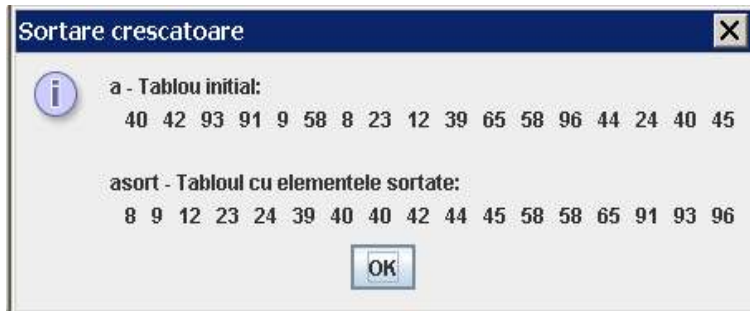 Sortare crescatoare
a - Tablou initial:
40 42 93 91 9 58 8 23 12 39 65 58 96 44 24 40 45
asort - Tabloul cu elementele sortate:
8 9 12 23 24 39 40 40 42 44 45 58 58 65 91 93 96
OK